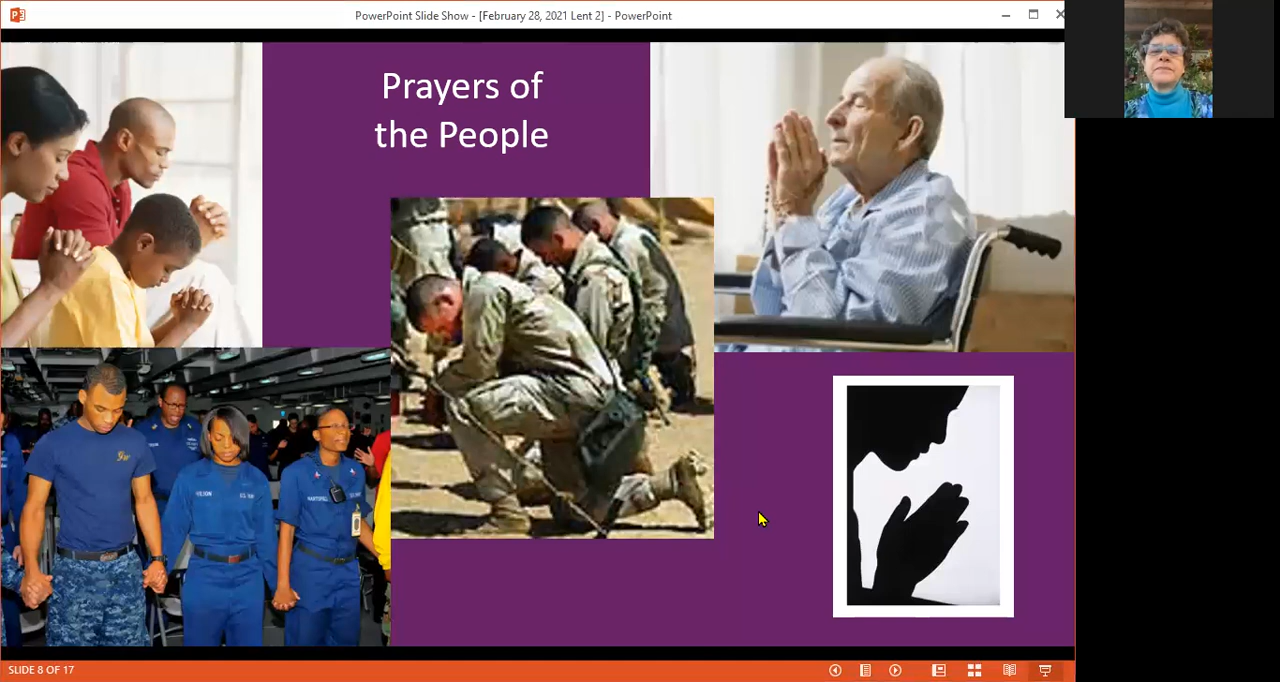 PowerPoint Slide Show - [February 28, 2021 Lent 2] - PowerPoint
Prayers of
the People
SLIDE 8 OF 17